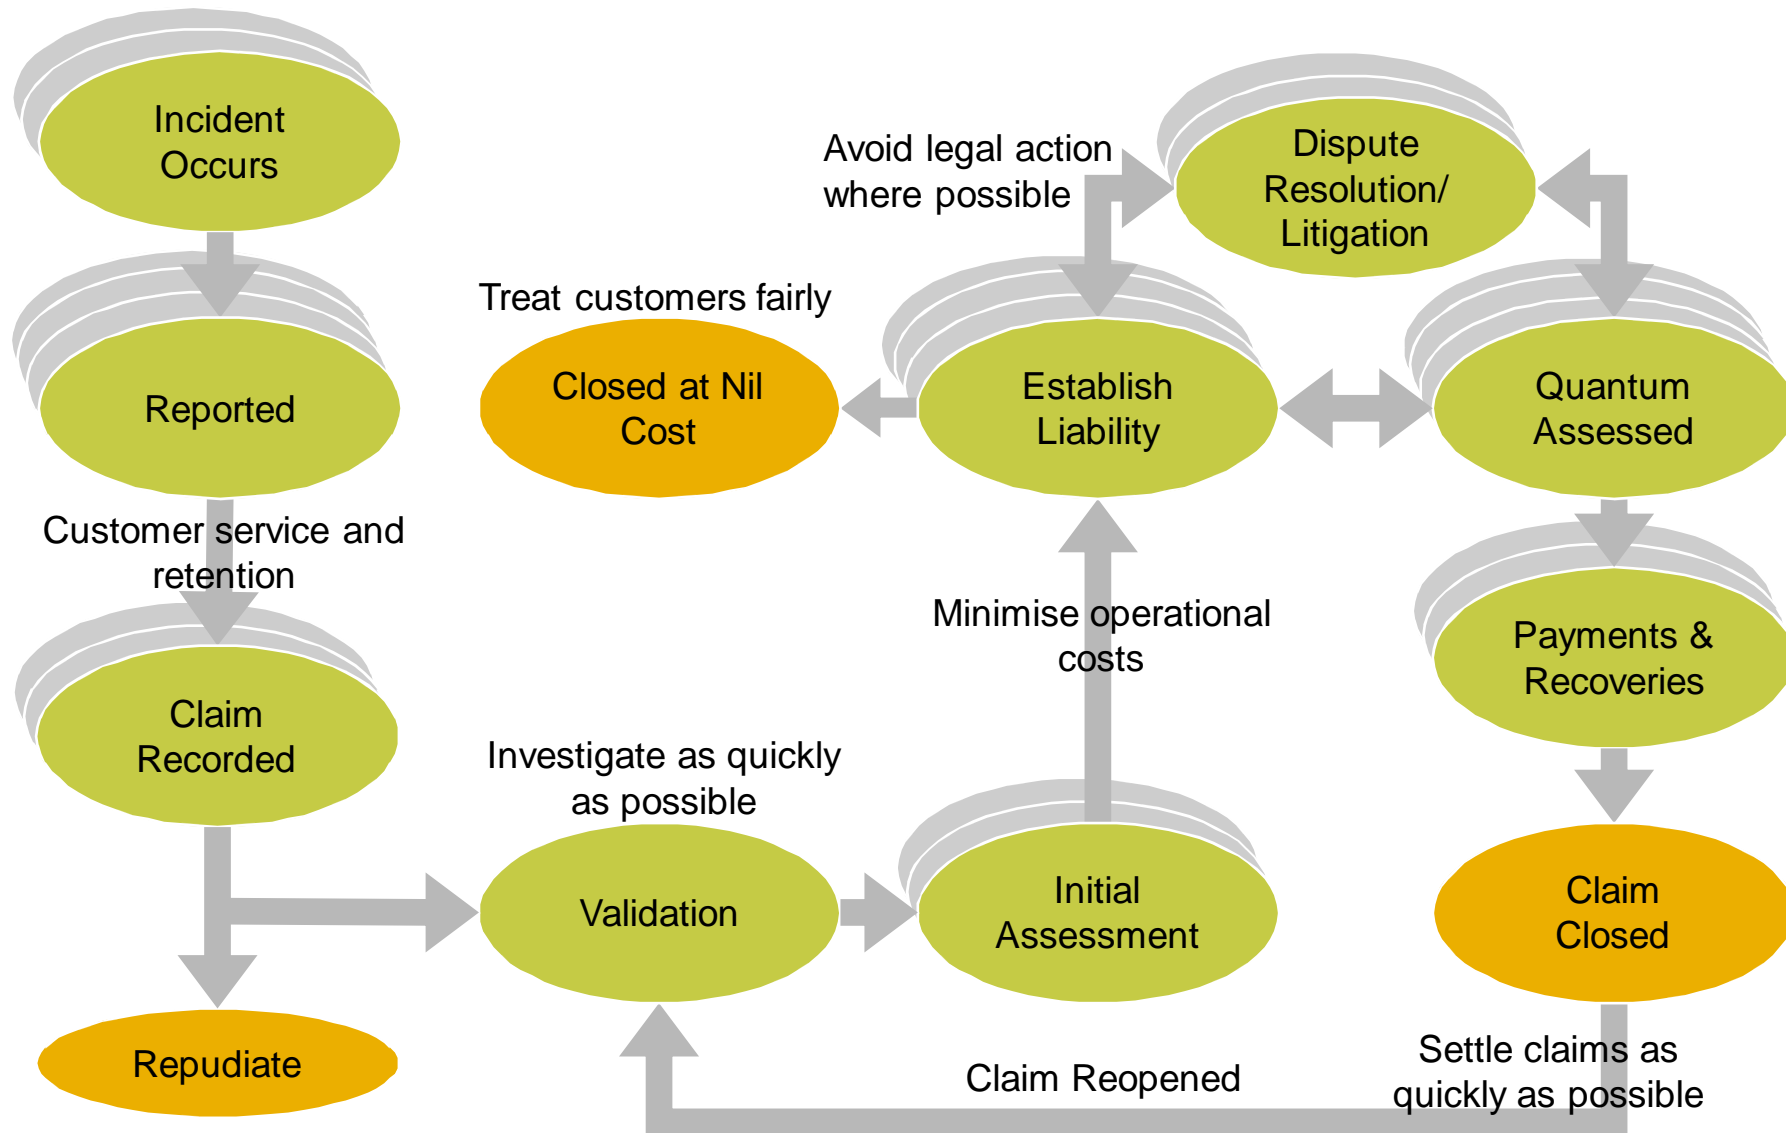 Incident
Occurs
Reported
Customer service and
retention
Claim
Recorded
Repudiate
Investigate as quickly
as possible
Validation
Initial
Assessment
Minimise operational
costs
Treat customers fairly
Closed at Nil
Cost
Establish
Liability
Avoid legal action
where possible
Dispute
Resolution/
Litigation
Quantum
Assessed
Payments &
Recoveries
Claim
Closed
Settle claims as
quickly as possible
Claim Reopened